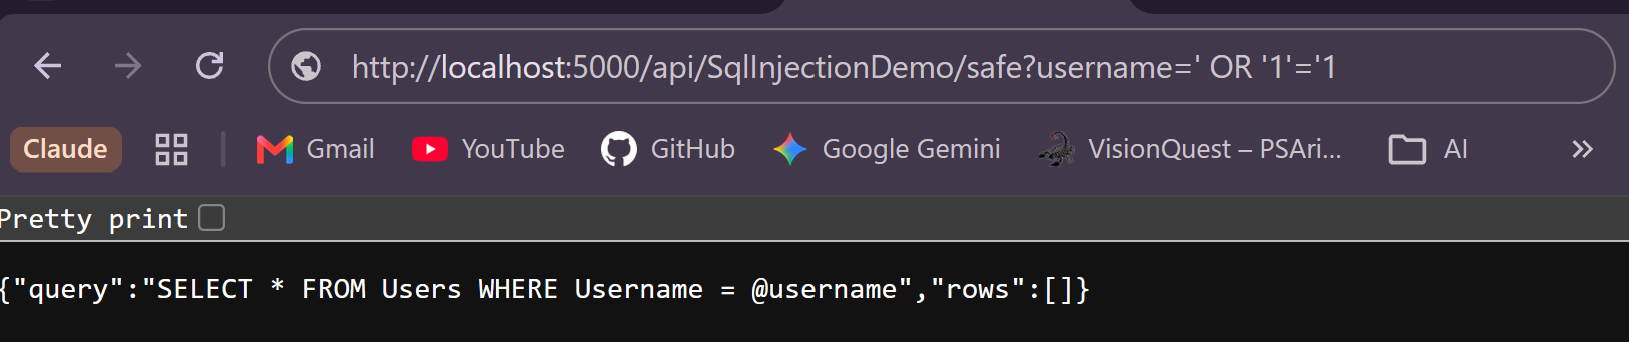 http://localhost:5000/api/SqlInjectionDemo/safe?username=' OR '1'='1
Claude Gmail YouTube GitHub Google Gemini VisionQuest – PSAri... AI »
Pretty print
{"query":"SELECT * FROM Users WHERE Username = @username","rows":[]}